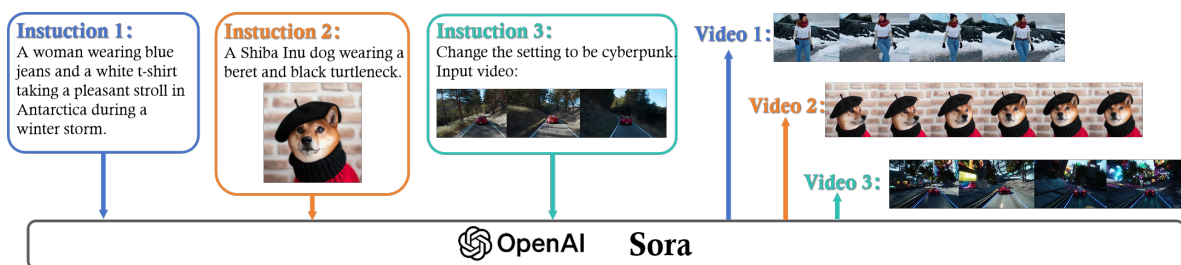 Instuction 1:
A woman wearing blue
jeans and a white t-shirt
taking a pleasant stroll in
Antarctica during a
winter storm.
Instuction 2:
A Shiba Inu dog wearing a
beret and black turtleneck.
Instuction 3:
Change the setting to be cyberpunk.
Input video:
Video 1:
Video 2:
Video 3:
OpenAI Sora